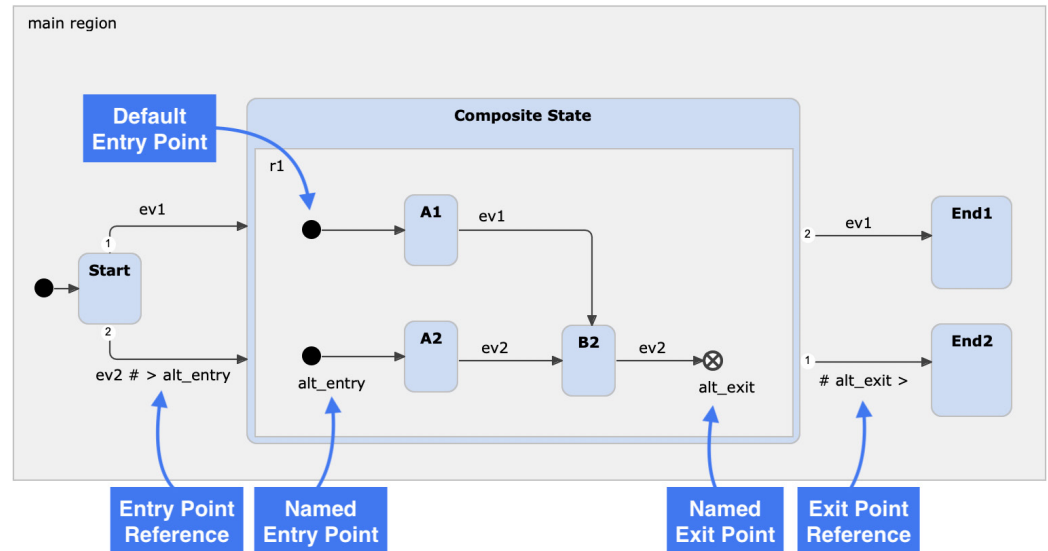 main region
Default
Entry Point
Composite State
r1
ev1
1
Start
2
ev2 # > alt_entry
A1
ev1
A2
alt_entry
ev2
B2
ev2
alt_exit
2
ev1
End1
1
# alt_exit >
End2
Entry Point
Reference
Named
Entry Point
Named
Exit Point
Exit Point
Reference